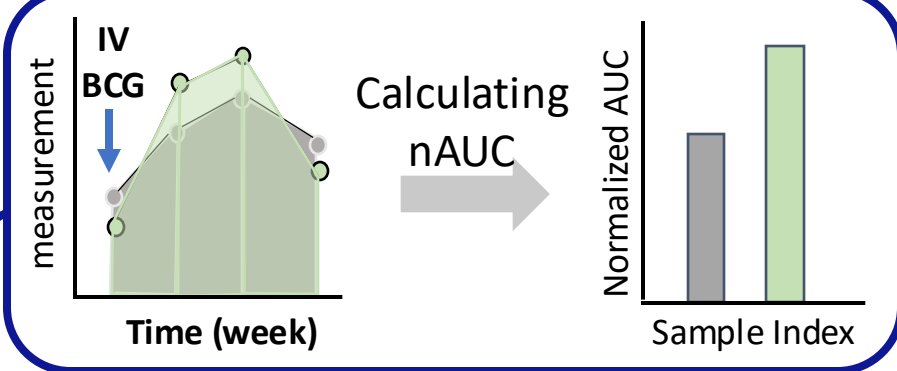 IV
BCG
measurement
Time (week)
Calculating
nAUC
Normalized AUC
Sample Index